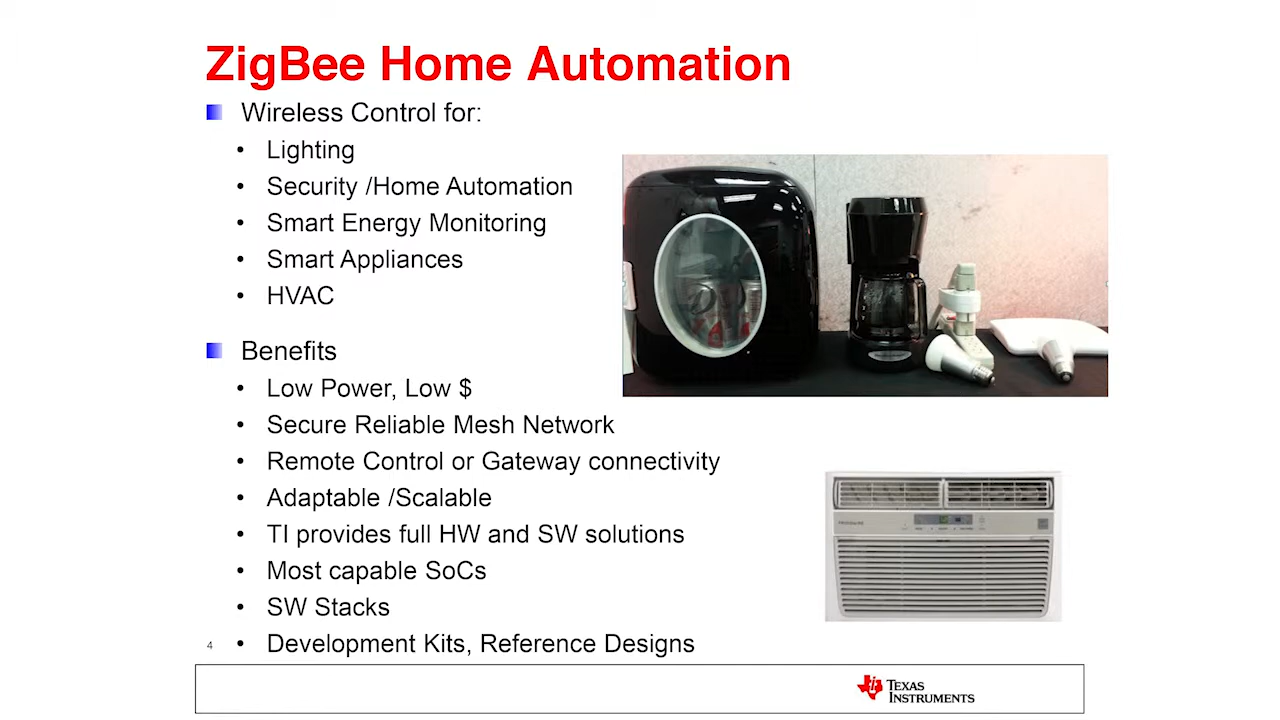 ZigBee Home Automation
Wireless Control for:
• Lighting
• Security /Home Automation
• Smart Energy Monitoring
• Smart Appliances
• HVAC
Benefits
• Low Power, Low $
• Secure Reliable Mesh Network
• Remote Control or Gateway connectivity
• Adaptable /Scalable
• TI provides full HW and SW solutions
• Most capable SoCs
• SW Stacks
• Development Kits, Reference Designs
4
FRIGIDAIRE
TEXAS
INSTRUMENTS